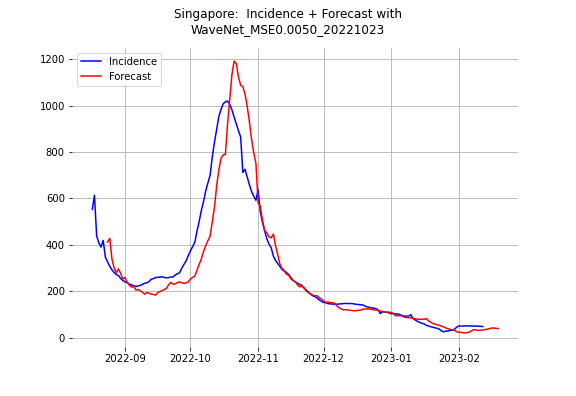 Singapore:  Incidence + Forecast with
WaveNet_MSE0.0050_20221023
Incidence
Forecast
1200
1000
800
600
400
200
0
2022-09 2022-10 2022-11 2022-12 2023-01 2023-02